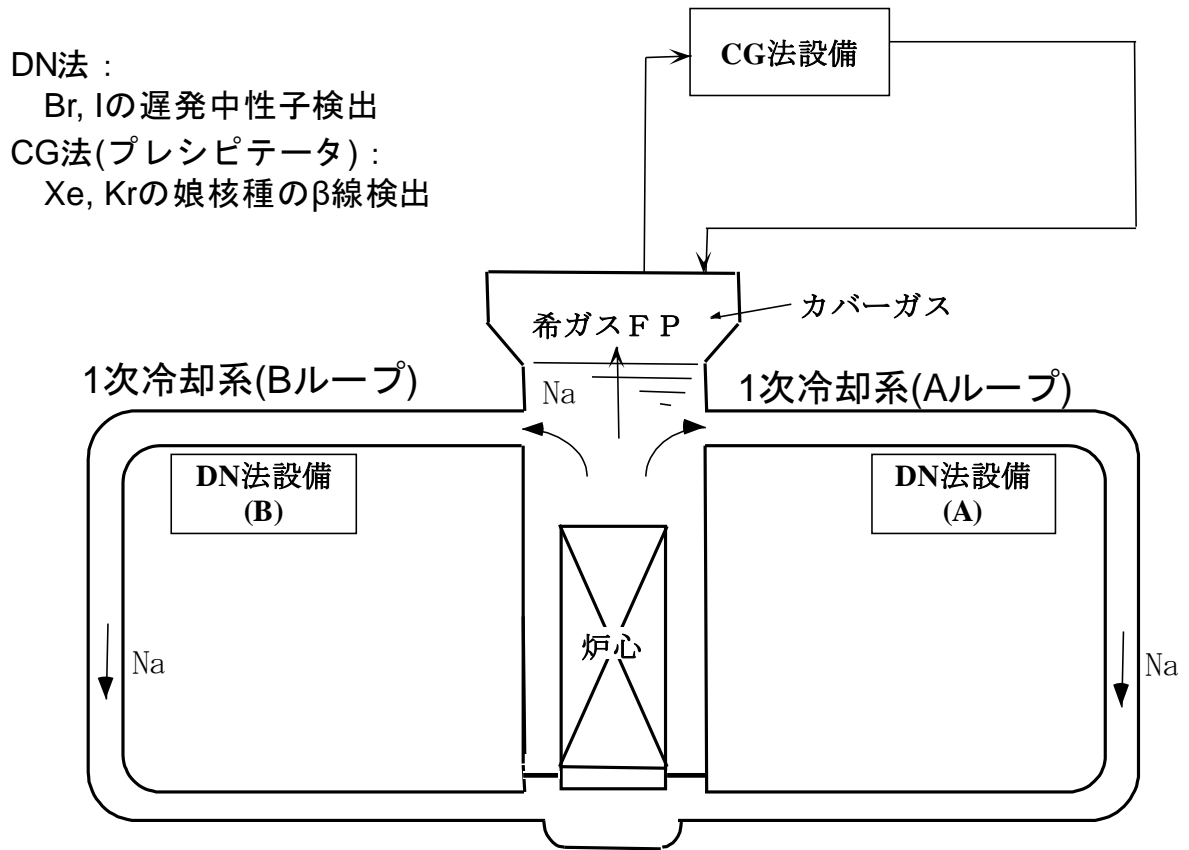 DN法：
Br, Iの遅発中性子検出
CG法(プレシピテータ)：
Xe, Krの娘核種のβ線検出
CG法設備
希ガスＦＰ
カバーガス
1次冷却系(Bループ)
Na
1次冷却系(Aループ)
DN法設備
(B)
DN法設備
(A)
炉心
Na
Na